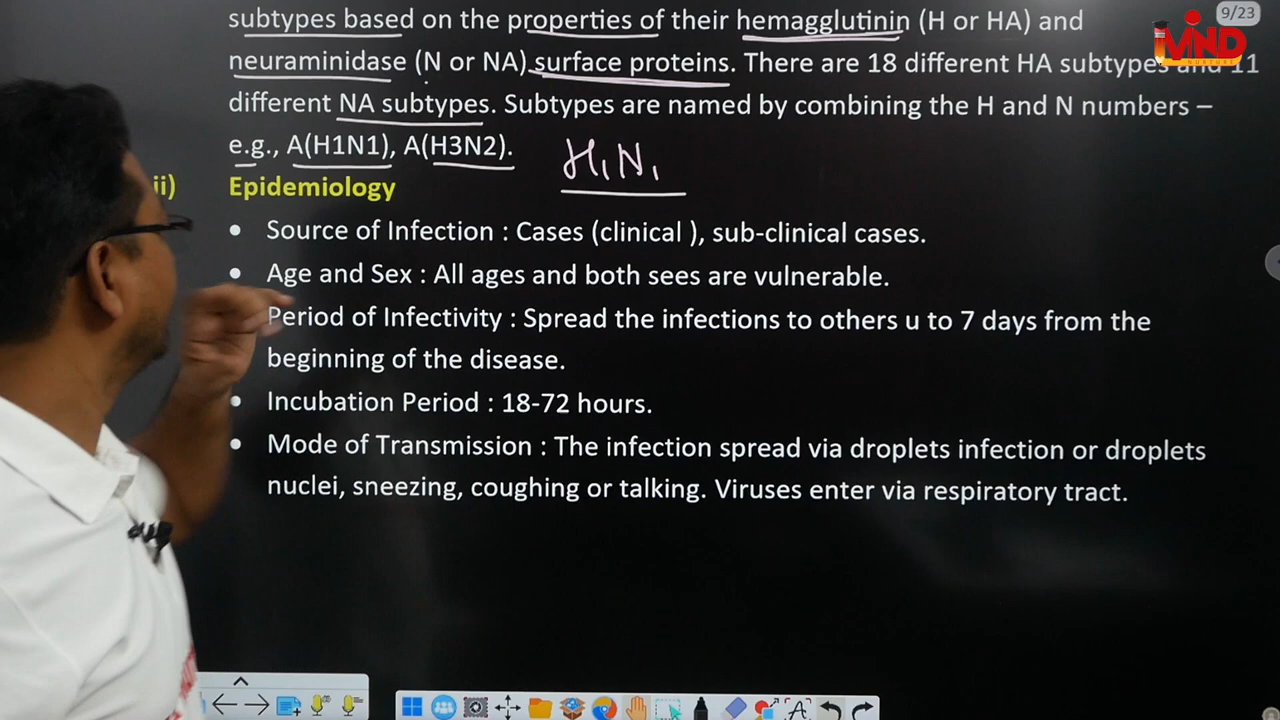 subtypes based on the properties of their hemagglutinin (H or HA) and
neuraminidase (N or NA) surface proteins. There are 18 different HA subtypes and 11
different NA subtypes. Subtypes are named by combining the H and N numbers –
e.g., A(H1N1), A(H3N2). H1N1
ii) Epidemiology
• Source of Infection : Cases (clinical ), sub-clinical cases.
• Age and Sex : All ages and both sees are vulnerable.
Period of Infectivity : Spread the infections to others u to 7 days from the
beginning of the disease.
• Incubation Period : 18-72 hours.
• Mode of Transmission : The infection spread via droplets infection or droplets
nuclei, sneezing, coughing or talking. Viruses enter via respiratory tract.
9/23